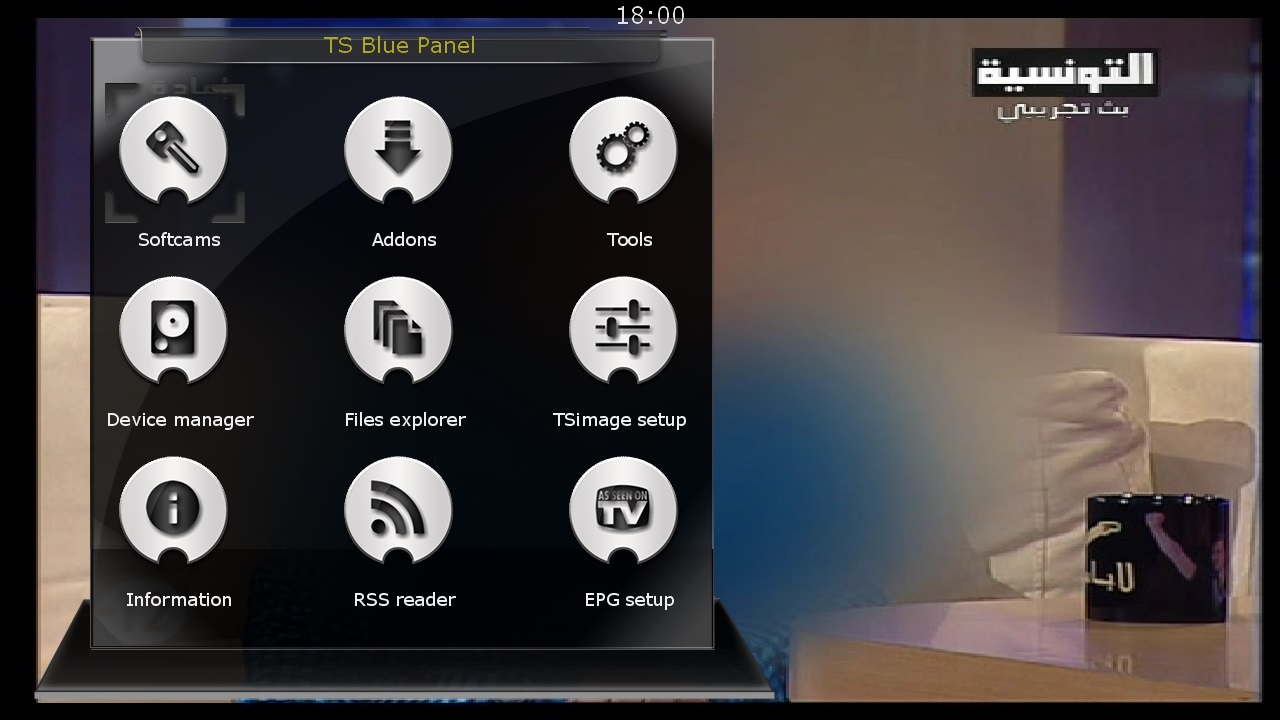 18:00
TS Blue Panel
التونسية
بث تجريبي
Softcams
Addons
Tools
Device manager
Files explorer
TSimage setup
Information
RSS reader
EPG setup
AS SEEN ON
TV